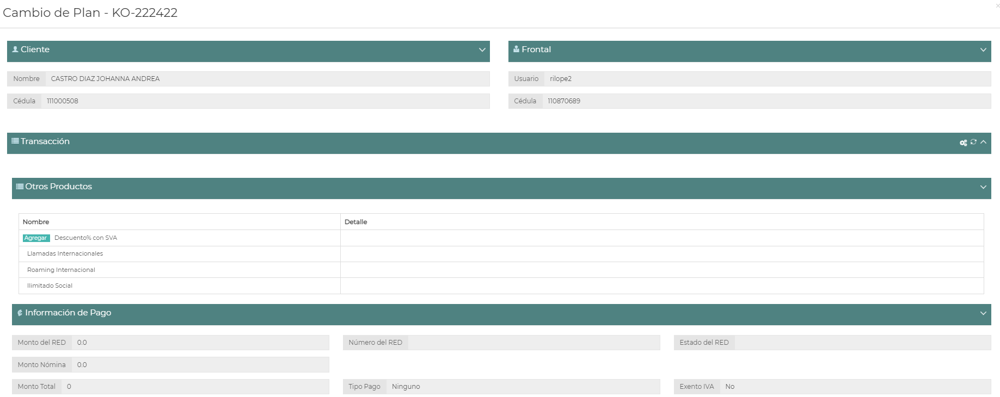 Cambio de Plan - KO-222422
×
Cliente
Frontal
Nombre CASTRO DIAZ JOHANNA ANDREA
Usuario rilope2
Cédula 111000508
Cédula 110870689
Transacción
Otros Productos
Nombre Detalle
Agregar Descuento% con SVA
Llamadas Internacionales
Roaming Internacional
Ilimitado Social
Información de Pago
Monto del RED 0.0 Número del RED Estado del RED
Monto Nómina 0.0
Monto Total 0 Tipo Pago Ninguno Exento IVA No